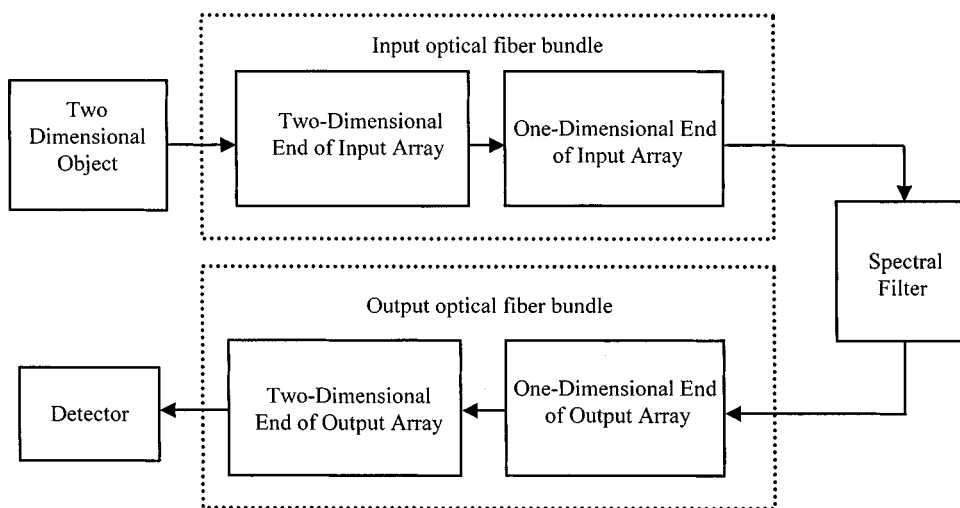 Input optical fiber bundle
Two
Dimensional
Object
Two-Dimensional
End of Input Array
One-Dimensional End
of Input Array
Spectral
Filter
Output optical fiber bundle
One-Dimensional End
of Output Array
Two-Dimensional
End of Output Array
Detector